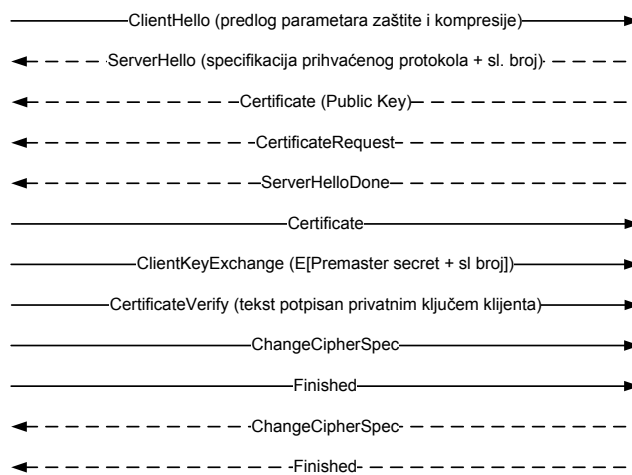 ClientHello (predlog parametara zaštite i kompresije)
ServerHello (specifikacija prihvaćenog protokola + sl. broj)
Certificate (Public Key)
CertificateRequest
ServerHelloDone
Certificate
ClientKeyExchange (E[Premaster secret + sl broj])
CertificateVerify (tekst potpisan privatnim ključem klijenta)
ChangeCipherSpec
Finished
ChangeCipherSpec
Finished